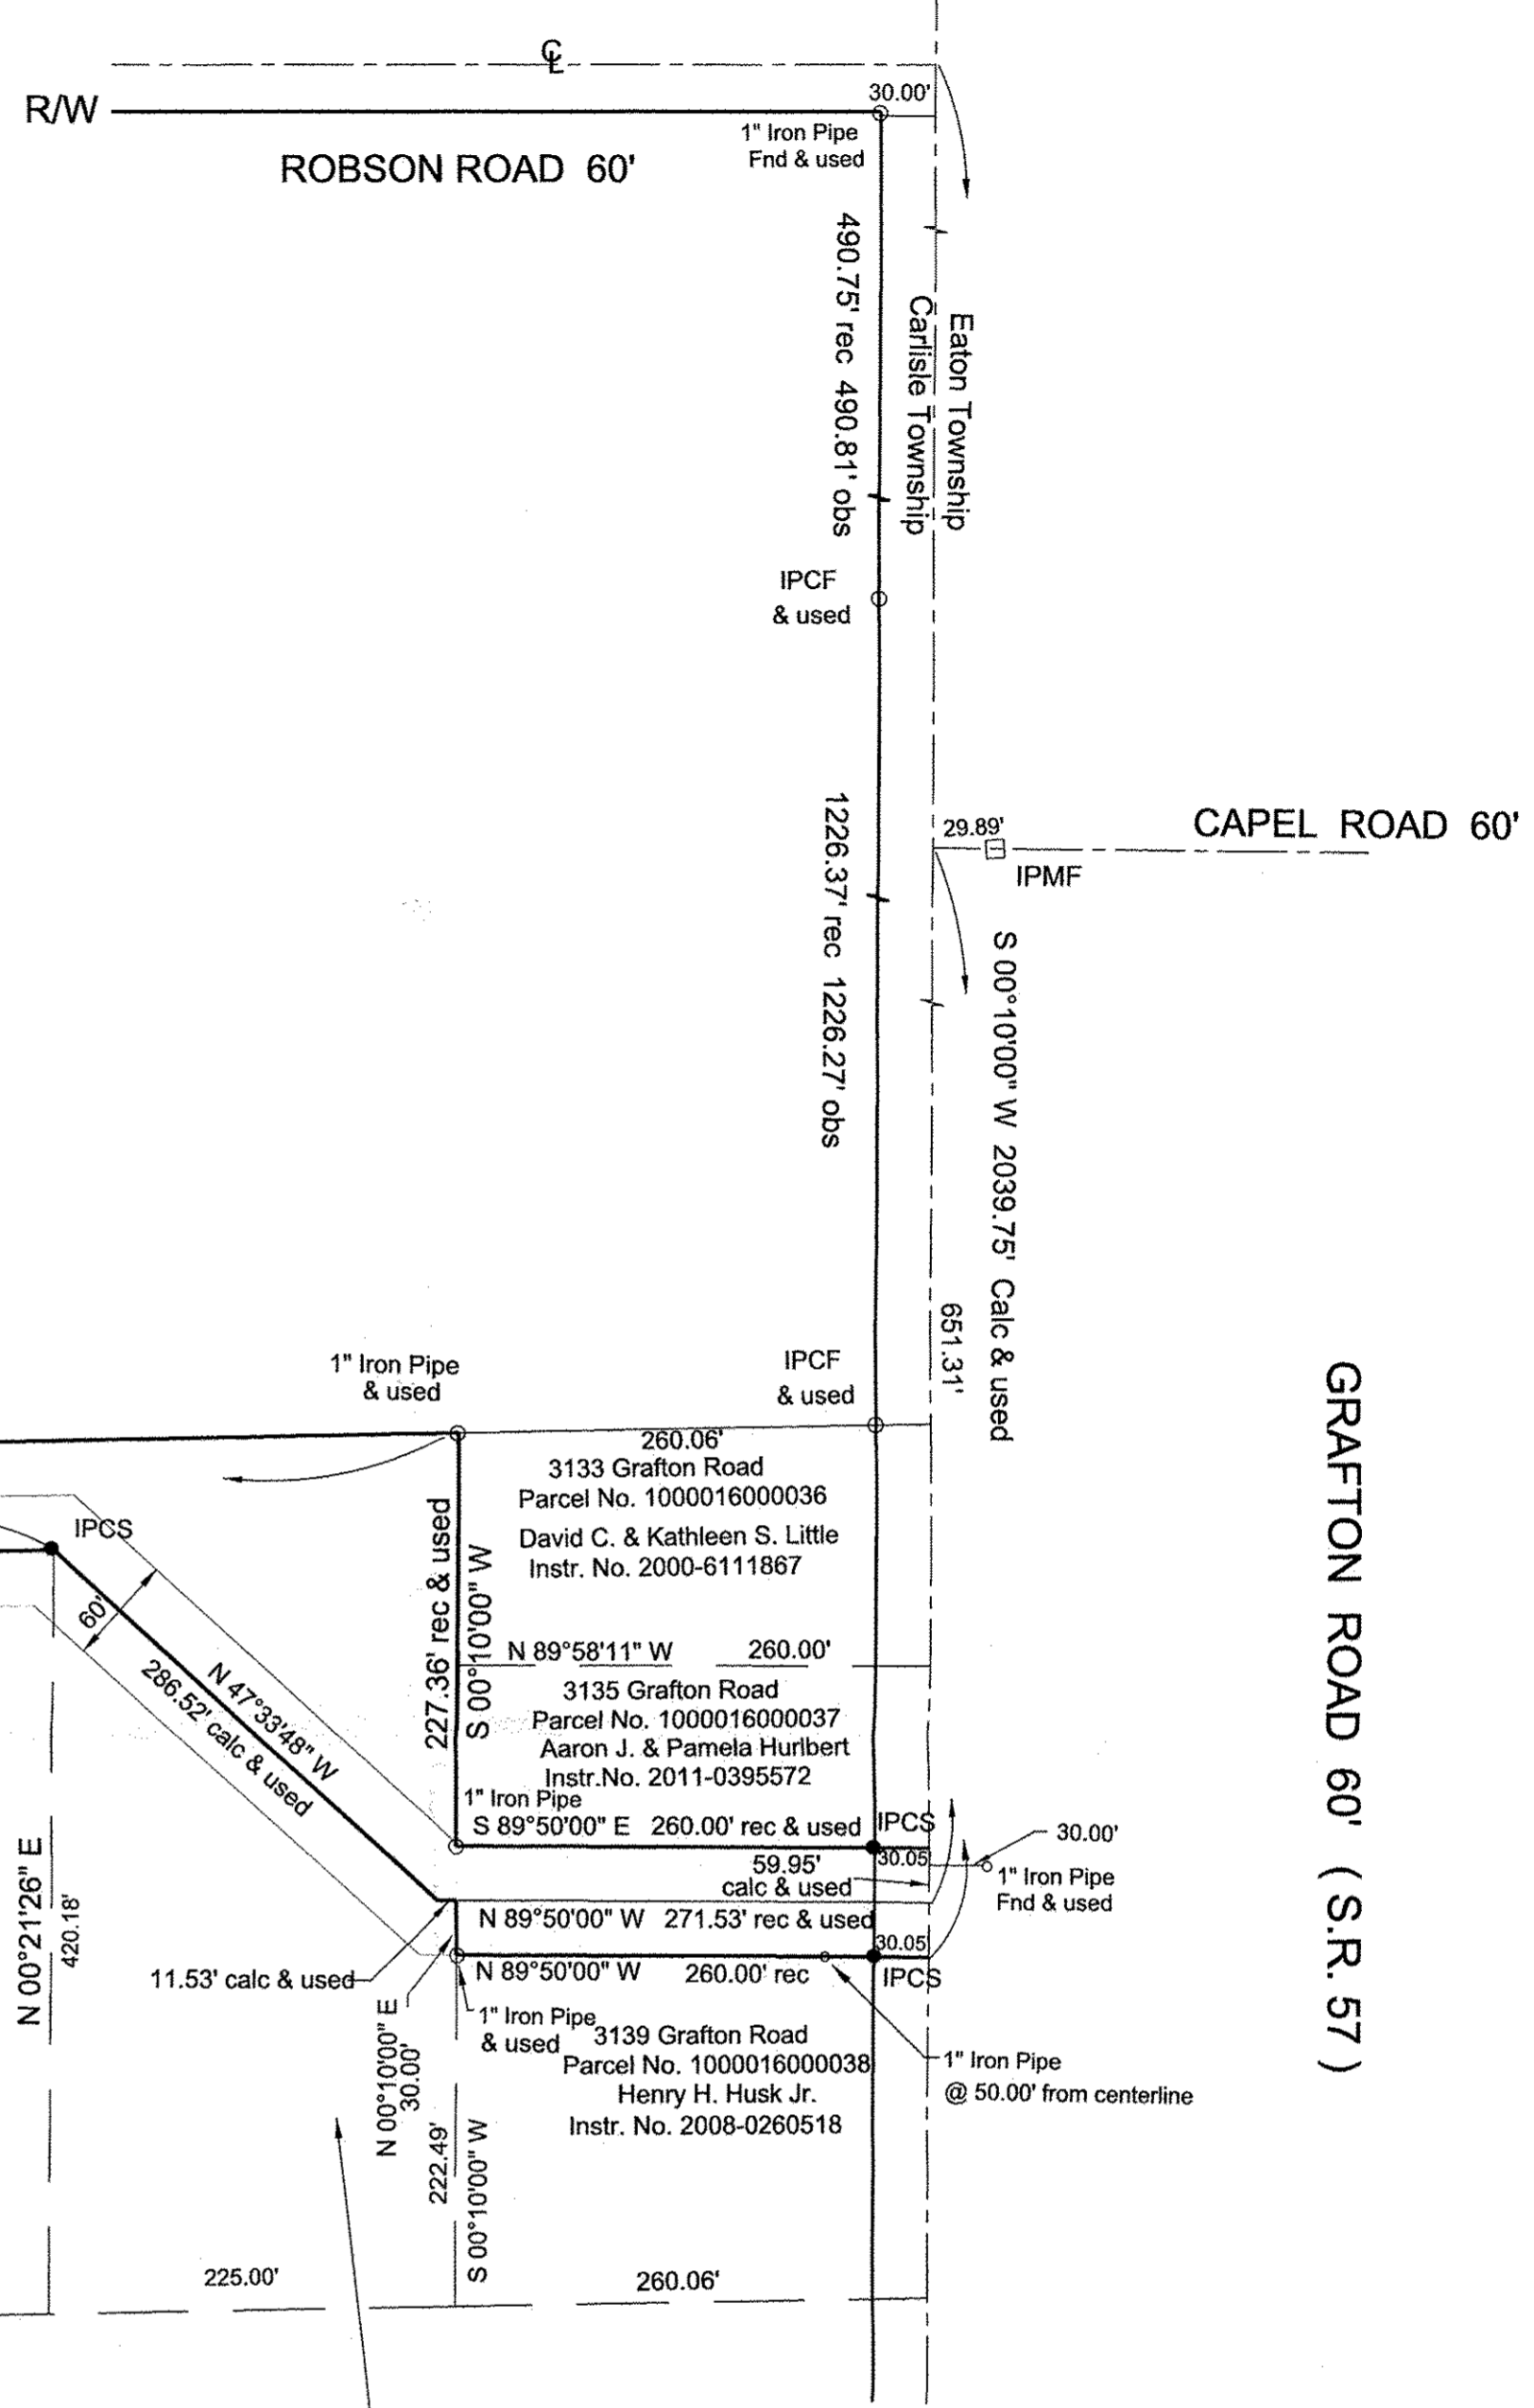 ℄
R/W
30.00'
1" Iron Pipe
Fnd & used
ROBSON ROAD 60'
490.75' rec 490.81' obs
Eaton Township
Carlisle Township
IPCF
& used
CAPEL ROAD 60'
29.89'
IPMF
1226.37' rec 1226.27' obs
S 00°10'00" W 2039.75' Calc & used
651.31'
GRAFTON ROAD 60' ( S.R. 57 )
1" Iron Pipe
& used
IPCF
& used
260.06'
3133 Grafton Road
Parcel No. 1000016000036
David C. & Kathleen S. Little
Instr. No. 2000-6111867
IPCS
60'
227.36' rec & used
S 00°10'00" W
N 89°58'11" W 260.00'
3135 Grafton Road
Parcel No. 1000016000037
Aaron J. & Pamela Hurlbert
Instr.No. 2011-0395572
N 47°33'48" W
286.52' calc & used
1" Iron Pipe
S 89°50'00" E 260.00' rec & used
IPCS
30.00'
30.05
59.95'
calc & used
1" Iron Pipe
Fnd & used
N 00°21'26" E
420.18'
N 89°50'00" W 271.53' rec & used
30.05
11.53' calc & used
N 89°50'00" W 260.00' rec
IPCS
N 00°10'00" E
30.00'
1" Iron Pipe
& used
3139 Grafton Road
Parcel No. 1000016000038
Henry H. Husk Jr.
Instr. No. 2008-0260518
1" Iron Pipe
@ 50.00' from centerline
222.49'
S 00°10'00" W
225.00'
260.06'